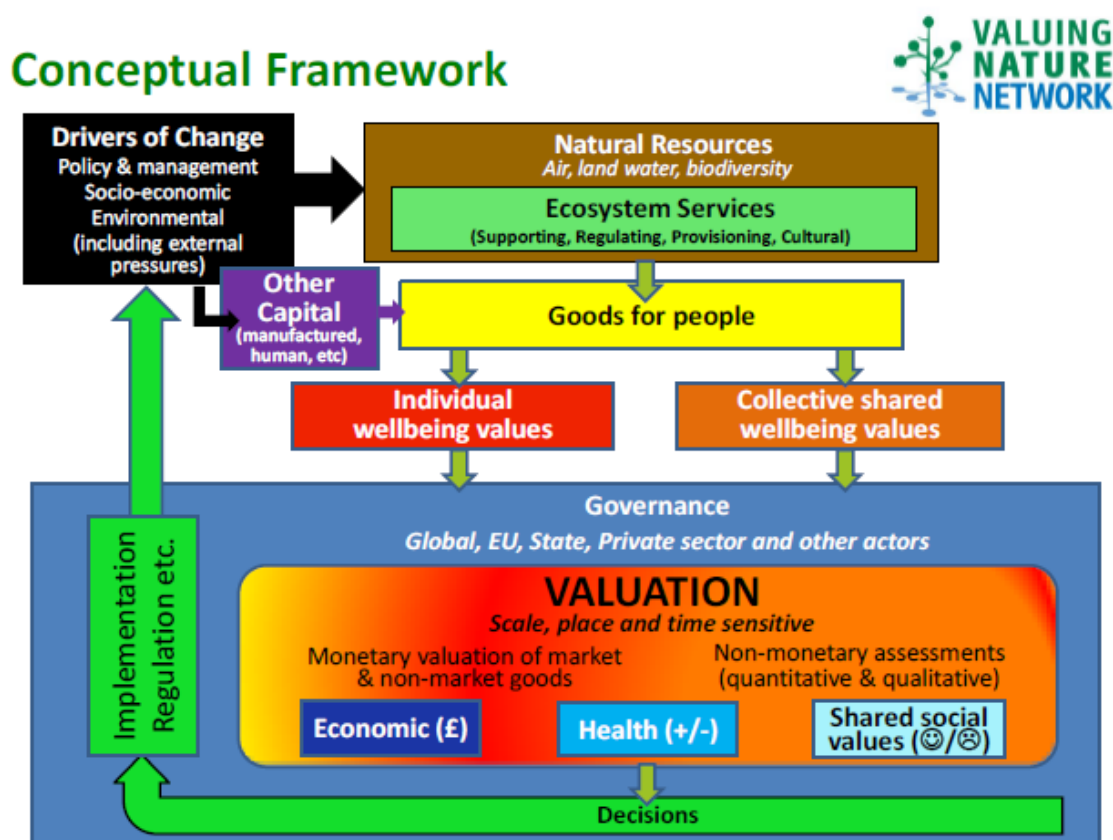 Conceptual Framework
VALUING
NATURE
NETWORK
Drivers of Change
Policy & management
Socio-economic
Environmental
(including external
pressures)
Natural Resources
Air, land water, biodiversity
Ecosystem Services
(Supporting, Regulating, Provisioning, Cultural)
Other
Capital
(manufactured,
human, etc)
Goods for people
Individual
wellbeing values
Collective shared
wellbeing values
Governance
Global, EU, State, Private sector and other actors
Implementation
Regulation etc.
VALUATION
Scale, place and time sensitive
Monetary valuation of market
& non-market goods
Non-monetary assessments
(quantitative & qualitative)
Economic (£)
Health (+/-)
Shared social
values (☺/☹)
Decisions